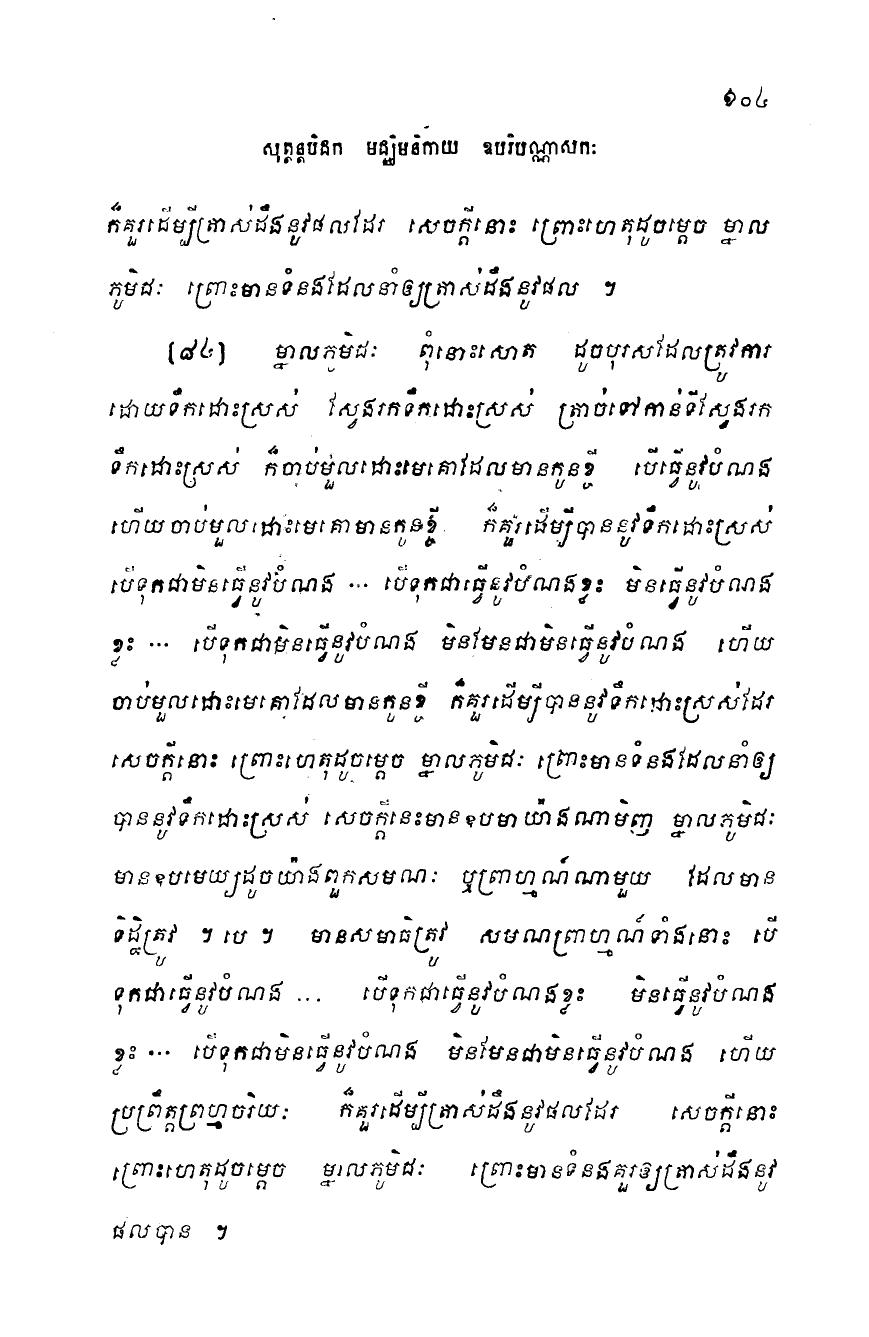 ១០៤
សុត្តន្តបិដក មជ្ឈិមនិកាយ ឧបរិបណ្ណាសកៈ
ក៏គួរដើម្បីត្រាស់ដឹងនូវផលដែរ សេចក្តីនោះ ព្រោះហេតុដូចម្តេច ម្នាល
ភូមិជៈ ព្រោះមានទំនងដែលនាំឲ្យត្រាស់ដឹងនូវផល ។
(៨៤) ម្នាលភូមិជៈ ពុំនោះសោត ដូចបុរសដែលត្រូវការ
ដោយទឹកដោះស្រស់ ស្វែងរកទឹកដោះស្រស់ ត្រាច់ទៅកាន់ទីស្វែងរក
ទឹកដោះស្រស់ ក៏ចាប់មួលដោះមេគោដែលមានកូនខ្ចី បើធ្វើនូវបំណង
ហើយចាប់មួលដោះមេគោមានកូនខ្ចី ក៏គួរដើម្បីបាននូវទឹកដោះស្រស់
បើទុកជាមិនធ្វើនូវបំណង ... បើទុកជាធ្វើនូវបំណងខ្លះ មិនធ្វើនូវបំណង
ខ្លះ ... បើទុកជាមិនធ្វើនូវបំណង មិនមែនជាមិនធ្វើនូវបំណង ហើយ
ចាប់មួលដោះមេគោដែលមានកូនខ្ចី ក៏គួរដើម្បីបាននូវទឹកដោះស្រស់ដែរ
សេចក្តីនោះ ព្រោះហេតុដូចម្តេច ម្នាលភូមិជៈ ព្រោះមានទំនងដែលនាំឲ្យ
បាននូវទឹកដោះស្រស់ សេចក្តីនេះមានឧបមាយ៉ាងណាមិញ ម្នាលភូមិជៈ
មានឧបមេយ្យដូចយ៉ាងពួកសមណៈ ឬព្រាហ្មណ៍ណាមួយ ដែលមាន
ទិដ្ឋិត្រូវ ។ បេ ។ មានសមាធិត្រូវ សមណព្រាហ្មណ៍ទាំងនោះ បើ
ទុកជាធ្វើនូវបំណង ... បើទុកជាធ្វើនូវបំណងខ្លះ មិនធ្វើនូវបំណង
ខ្លះ ... បើទុកជាមិនធ្វើនូវបំណង មិនមែនជាមិនធ្វើនូវបំណង ហើយ
ប្រព្រឹត្តព្រហ្មចរិយៈ ក៏គួរដើម្បីត្រាស់ដឹងនូវផលដែរ សេចក្តីនោះ
ព្រោះហេតុដូចម្តេច ម្នាលភូមិជៈ ព្រោះមានទំនងគួរឱ្យត្រាស់ដឹងនូវ
ផលបាន ។